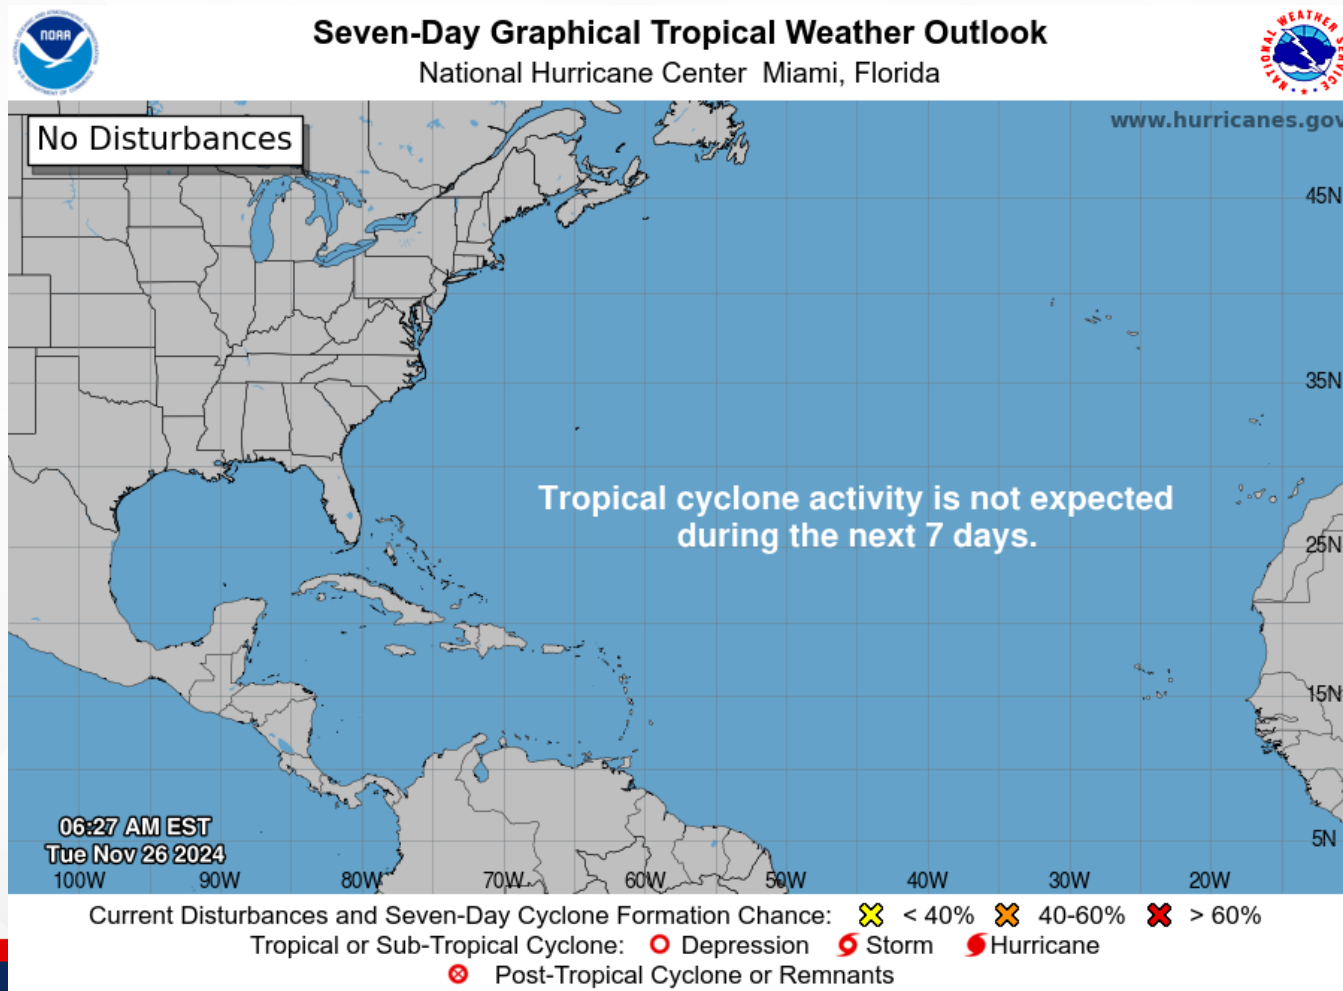 NOAA
Seven-Day Graphical Tropical Weather Outlook
National Hurricane Center Miami, Florida
NATIONAL WEATHER SERVICE
No Disturbances
www.hurricanes.gov
45N
35N
Tropical cyclone activity is not expected
during the next 7 days.
25N
15N
06:27 AM EST
5N
Tue Nov 26 2024
100W 90W 80W 70W 60W 50W 40W 30W 20W
Current Disturbances and Seven-Day Cyclone Formation Chance: < 40% 40-60% > 60%
Tropical or Sub-Tropical Cyclone: Depression Storm Hurricane
Post-Tropical Cyclone or Remnants